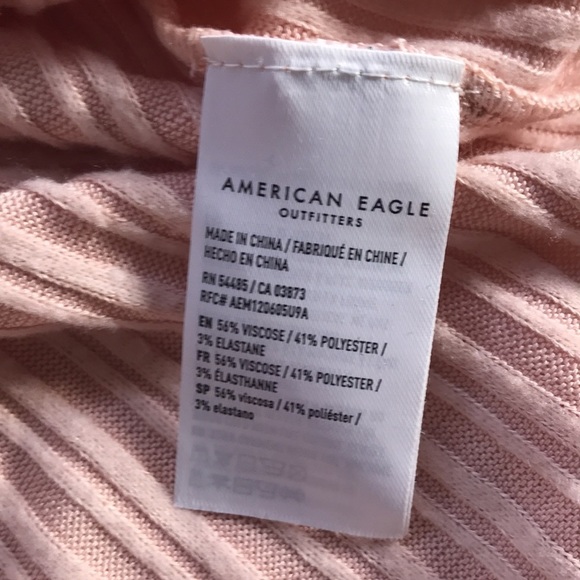 AMERICAN EAGLE
OUTFITTERS
MADE IN CHINA / FABRIQUÉ EN CHINE /
HECHO EN CHINA
RN 54485 / CA 03873
RFC# AEM120605U9A
EN 56% VISCOSE / 41% POLYESTER /
3% ELASTANE
FR 56% VISCOSE / 41% POLYESTER /
3% ÉLASTHANNE
SP 56% viscosa / 41% poliéster /
3% elastano